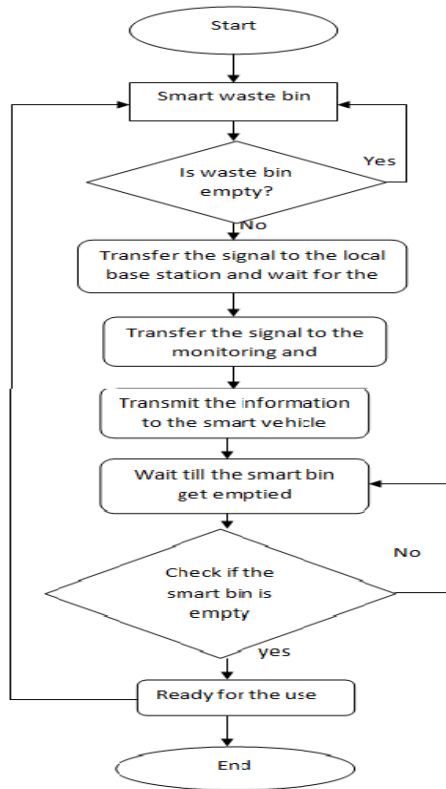 Start
Smart waste bin
Is waste bin
empty?
Yes
No
Transfer the signal to the local
base station and wait for the
Transfer the signal to the
monitoring and
Transmit the information
to the smart vehicle
Wait till the smart bin
get emptied
Check if the
smart bin is
empty
No
yes
Ready for the use
End